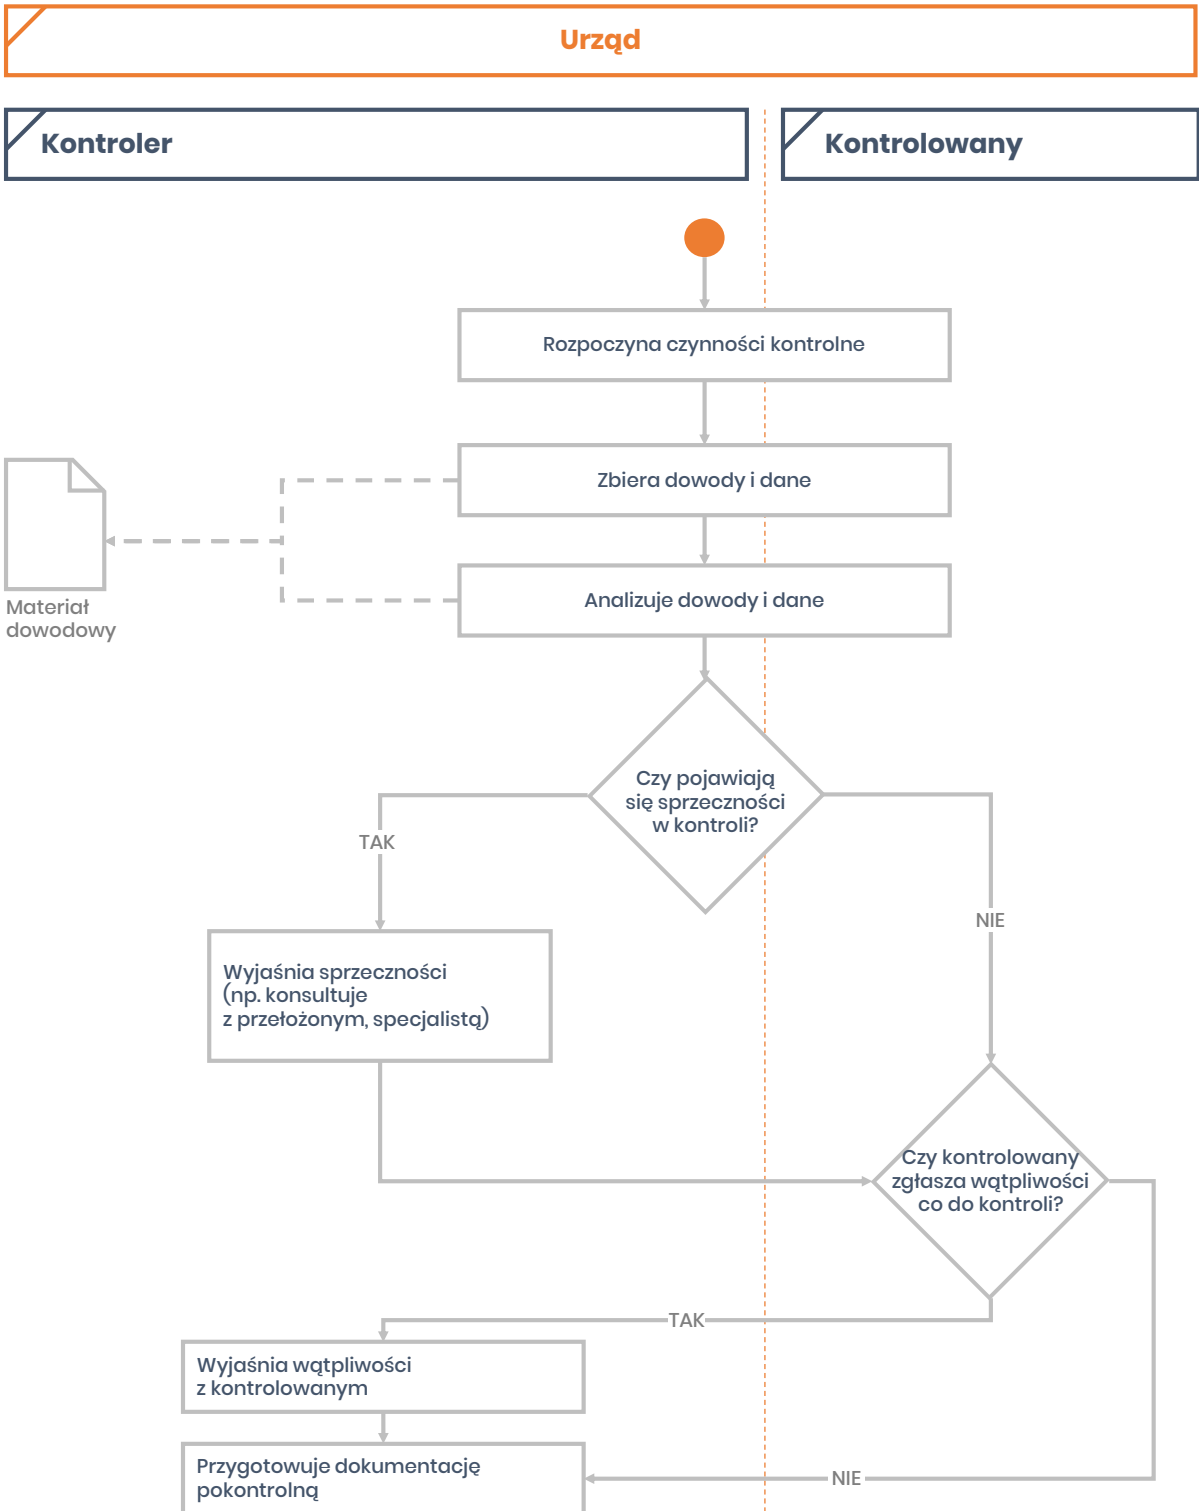 Urząd
Kontroler
Kontrolowany
Rozpoczyna czynności kontrolne
Zbiera dowody i dane
Materiał
dowodowy
Analizuje dowody i dane
Czy pojawiają
się sprzeczności
w kontroli?
TAK
NIE
Wyjaśnia sprzeczności
(np. konsultuje
z przełożonym, specjalistą)
Czy kontrolowany
zgłasza wątpliwości
co do kontroli?
TAK
Wyjaśnia wątpliwości
z kontrolowanym
Przygotowuje dokumentację
pokontrolną
NIE